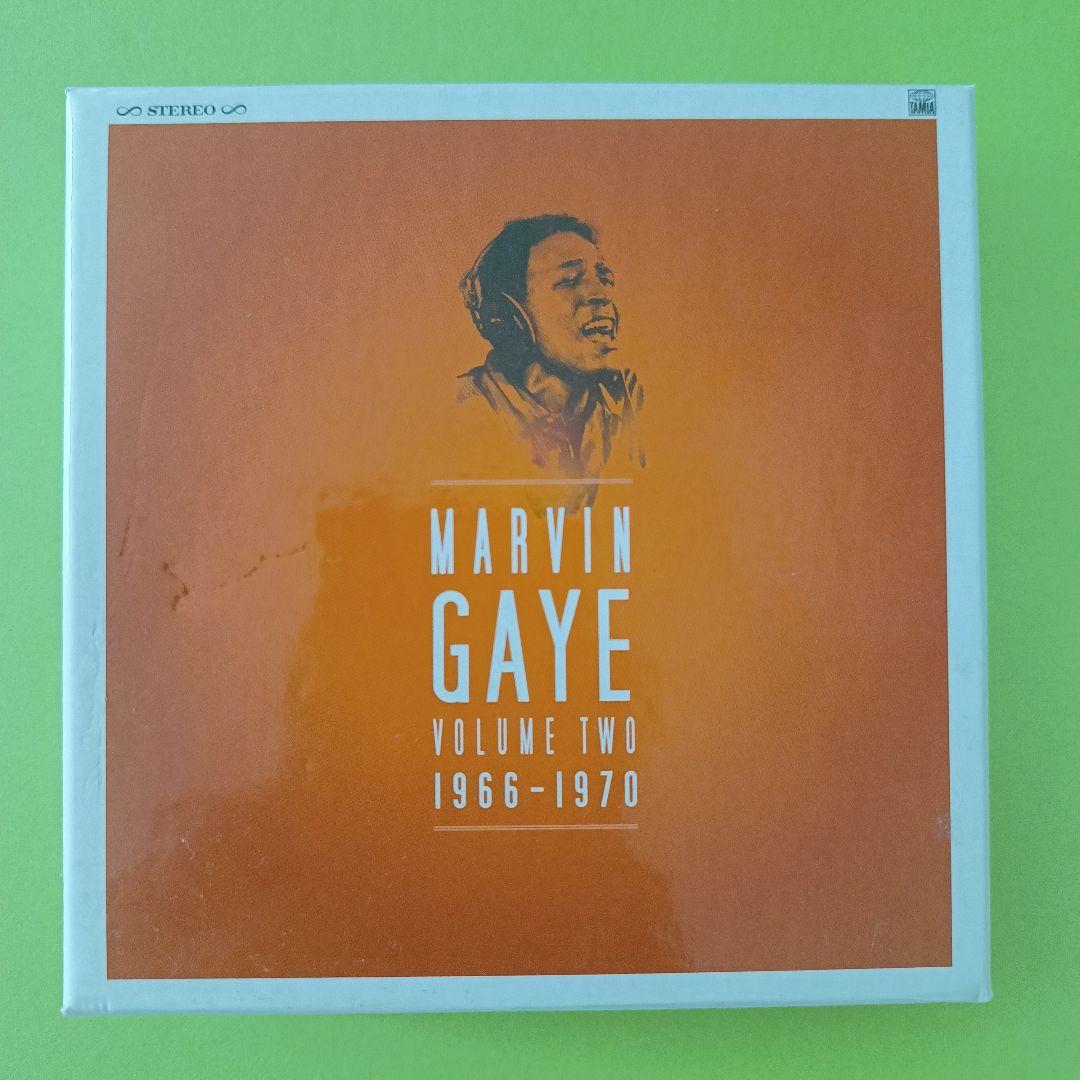 ∞ STEREO ∞
TAMLA
MARVIN
GAYE
VOLUME TWO
1966-1970